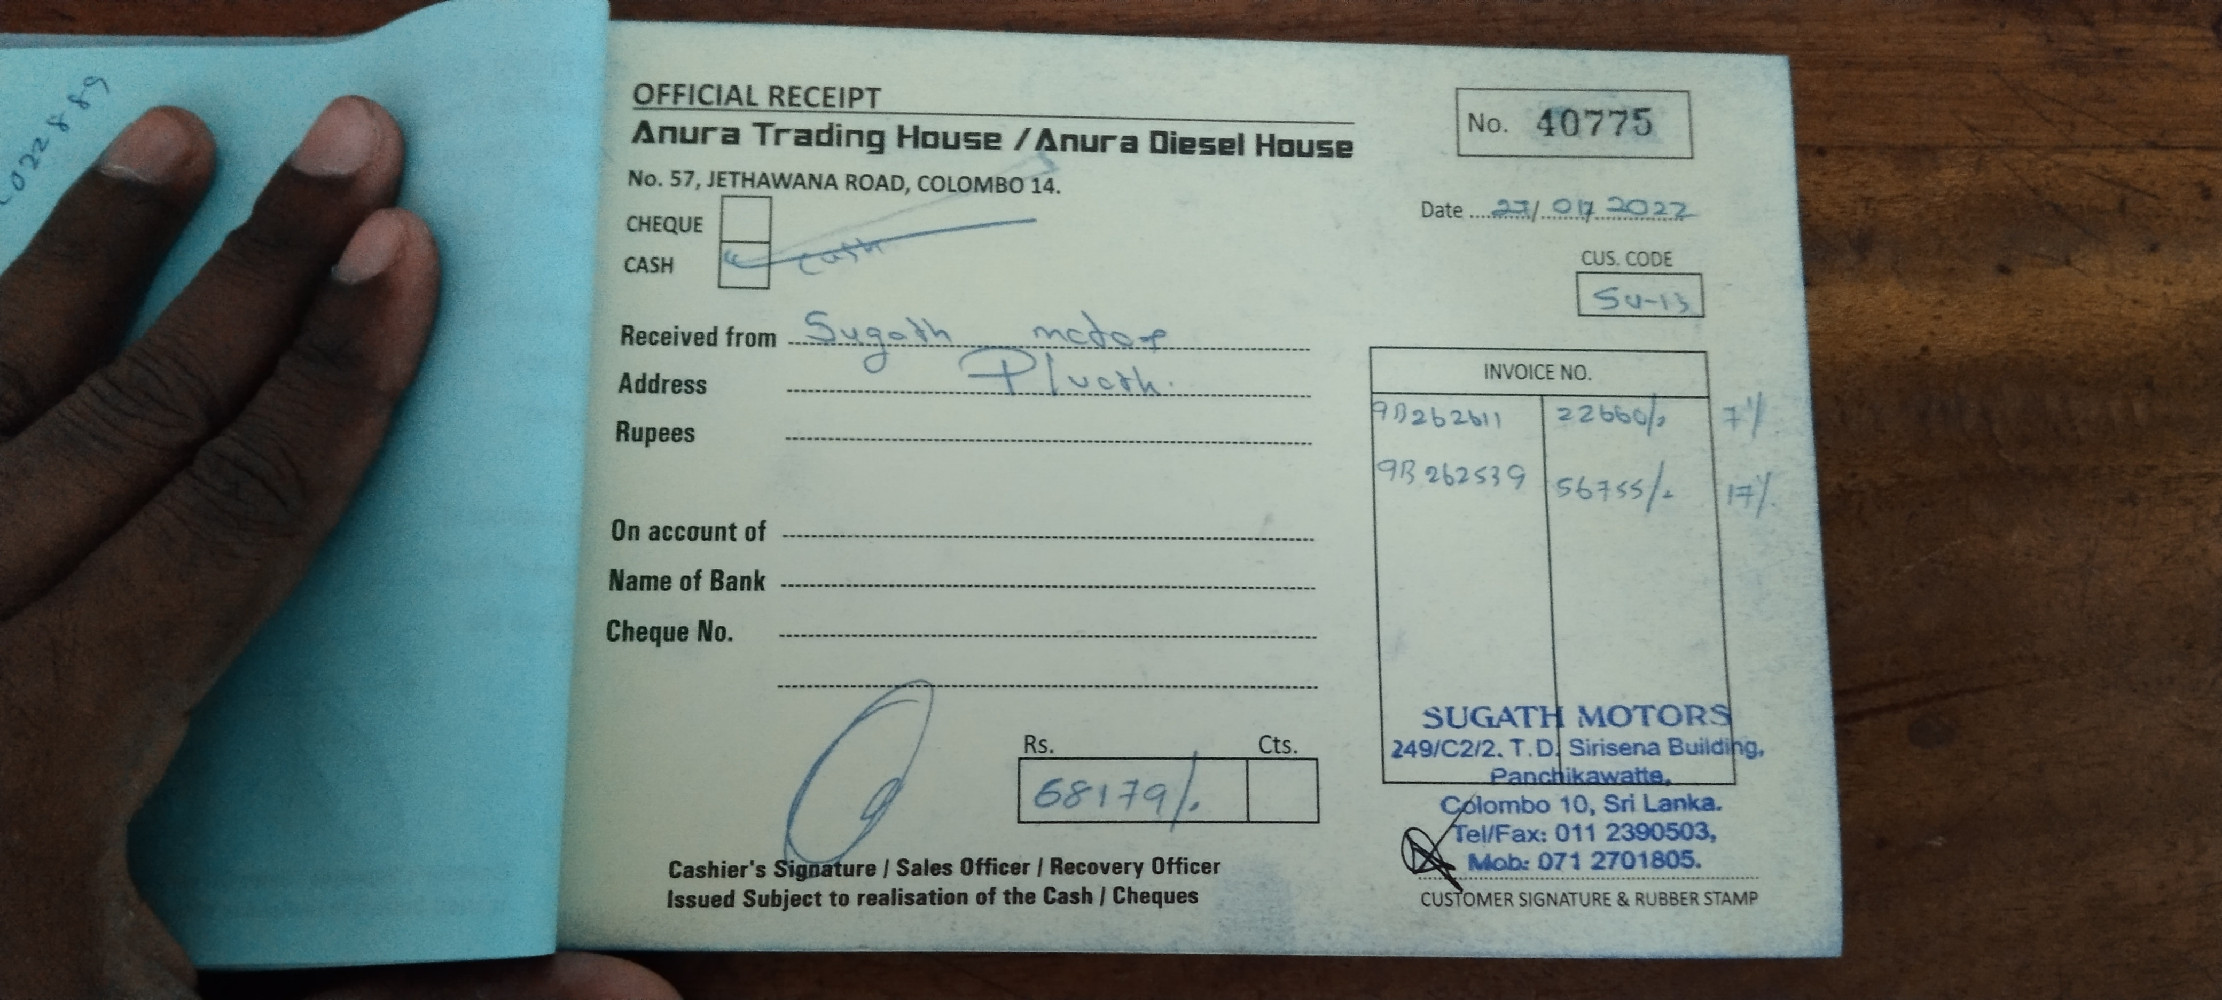 OFFICIAL RECEIPT
Anura Trading House / Anura Diesel House
No. 57, JETHAWANA ROAD, COLOMBO 14.
No. 40775
Date 27/07/2022
CHEQUE
CASH cash
CUS. CODE
SU-13
Received from Sugath motor
Address
Rupees
On account of
Name of Bank
Cheque No.
INVOICE NO.
9B262611 22660/- 7%
9B262539 56755/- 17%
Rs. Cts.
68179/-
Cashier's Signature / Sales Officer / Recovery Officer
Issued Subject to realisation of the Cash / Cheques
SUGATH MOTORS
249/C2/2. T.D. Sirisena Building,
Panchikawatte,
Colombo 10, Sri Lanka.
Tel/Fax: 011 2390503,
Mob: 071 2701805.
CUSTOMER SIGNATURE & RUBBER STAMP